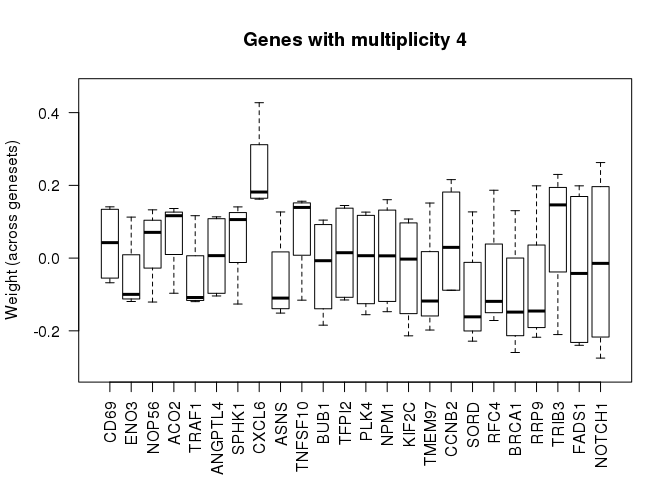 Genes with multiplicity 4
Weight (across genesets)
0.4
0.2
0.0
-0.2
CD69
ENO3
NOP56
ACO2
TRAF1
ANGPTL4
SPHK1
CXCL6
ASNS
TNFSF10
BUB1
TFPI2
PLK4
NPM1
KIF2C
TMEM97
CCNB2
SORD
RFC4
BRCA1
RRP9
TRIB3
FADS1
NOTCH1